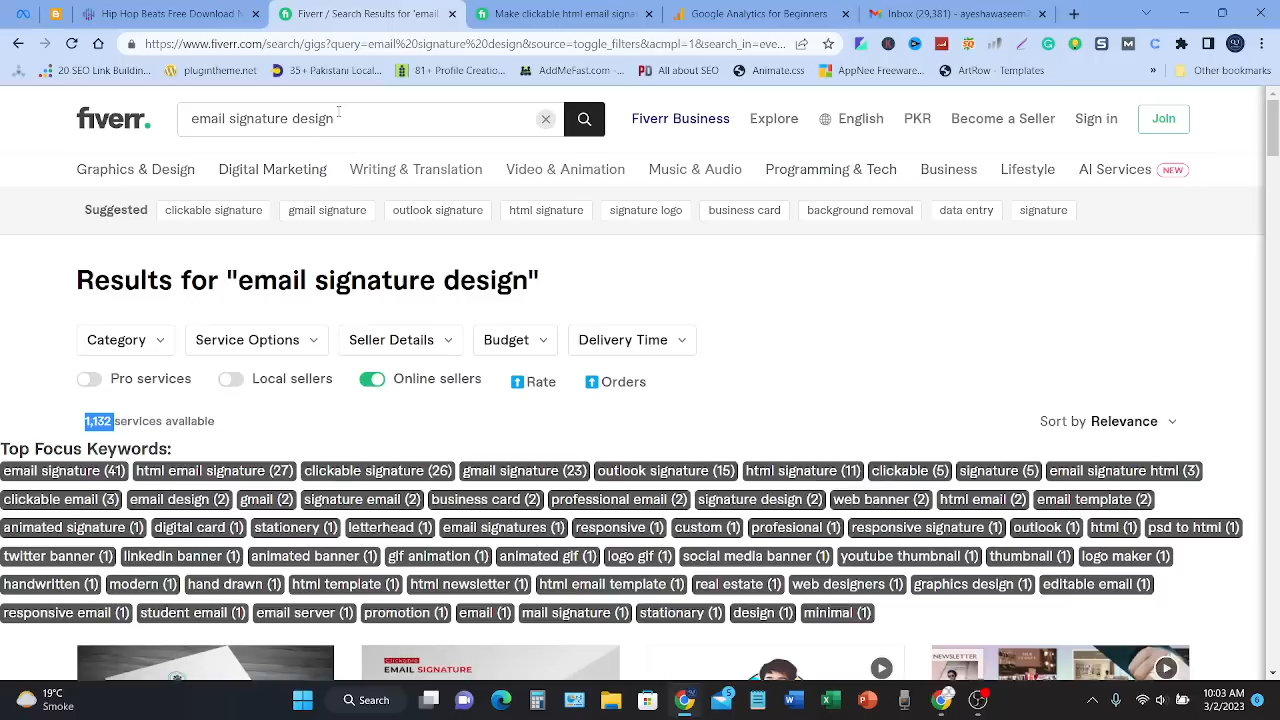 Hip Hop Beats Free Download M
Fiverr / Search Results for 'email
Make clickable html email signa
Google Analytics for Beginners
Inbox (29,381) - ayeshawaseem2
https://www.fiverr.com/search/gigs?query=email%20signature%20design&source=toggle_filters&acmpl=1&search_in=eve...
20 SEO Link Buildin...
pluginthement
35+ Pakistani Local...
81+ Profile Creatio...
AddMeFast.com - ...
All about SEO
Animate.css
AppNee Freeware...
ArtRow - Templates
»
Other bookmarks
fiverr.
email signature design
Fiverr Business
Explore
English
PKR
Become a Seller
Sign in
Join
Graphics & Design
Digital Marketing
Writing & Translation
Video & Animation
Music & Audio
Programming & Tech
Business
Lifestyle
AI Services NEW
Suggested
clickable signature
gmail signature
outlook signature
html signature
signature logo
business card
background removal
data entry
signature
Results for "email signature design"
Category
Service Options
Seller Details
Budget
Delivery Time
Pro services
Local sellers
Online sellers
Rate
Orders
1,132 services available
Sort by Relevance
Top Focus Keywords:
email signature (41) html email signature (27) clickable signature (26) gmail signature (23) outlook signature (15) html signature (11) clickable (5) signature (5) email signature html (3)
clickable email (3) email design (2) gmail (2) signature email (2) business card (2) professional email (2) signature design (2) web banner (2) html email (2) email template (2)
animated signature (1) digital card (1) stationery (1) letterhead (1) email signatures (1) responsive (1) custom (1) profesional (1) responsive signature (1) outlook (1) html (1) psd to html (1)
twitter banner (1) linkedin banner (1) animated banner (1) gif animation (1) animated gif (1) logo gif (1) social media banner (1) youtube thumbnail (1) thumbnail (1) logo maker (1)
handwritten (1) modern (1) hand drawn (1) html template (1) html newsletter (1) html email template (1) real estate (1) web designers (1) graphics design (1) editable email (1)
responsive email (1) student email (1) email server (1) promotion (1) email (1) mail signature (1) stationary (1) design (1) minimal (1)
Clickable
EMAIL SIGNATURE
NEWSLETTER
19°C
Smoke
Search
10:03 AM
3/2/2023